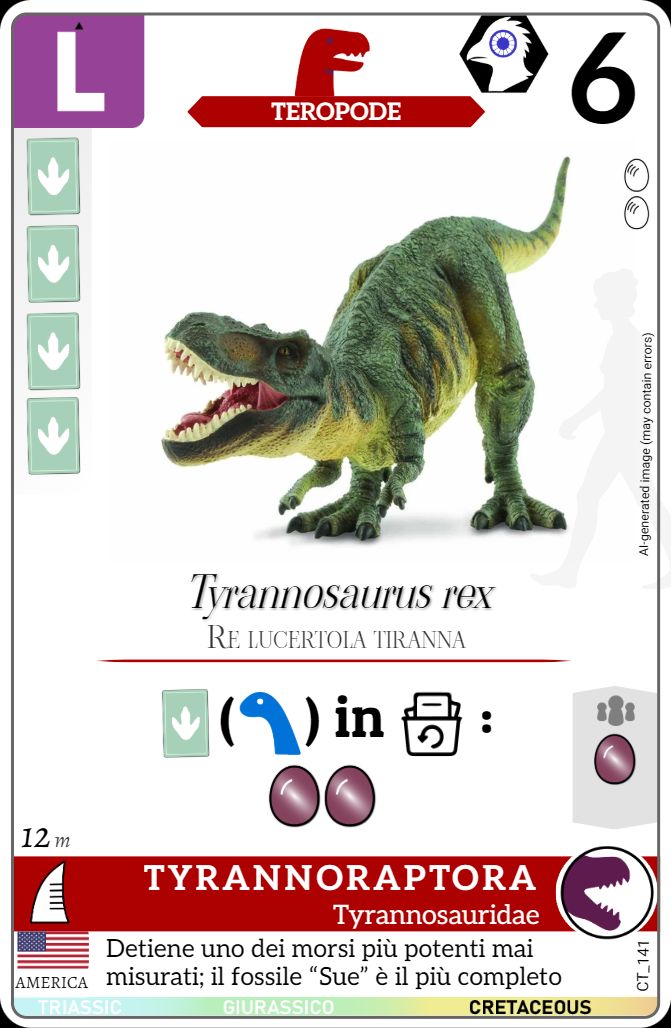 L
TEROPODE
6
AI-generated image (may contain errors)
Tyrannosaurus rex
RE LUCERTOLA TIRANNA
( ) in :
12 m
TYRANNORAPTORA
Tyrannosauridae
AMERICA
Detiene uno dei morsi più potenti mai
misurati; il fossile “Sue” è il più completo
CT_141
TRIASSIC GIURASSICO CRETACEOUS